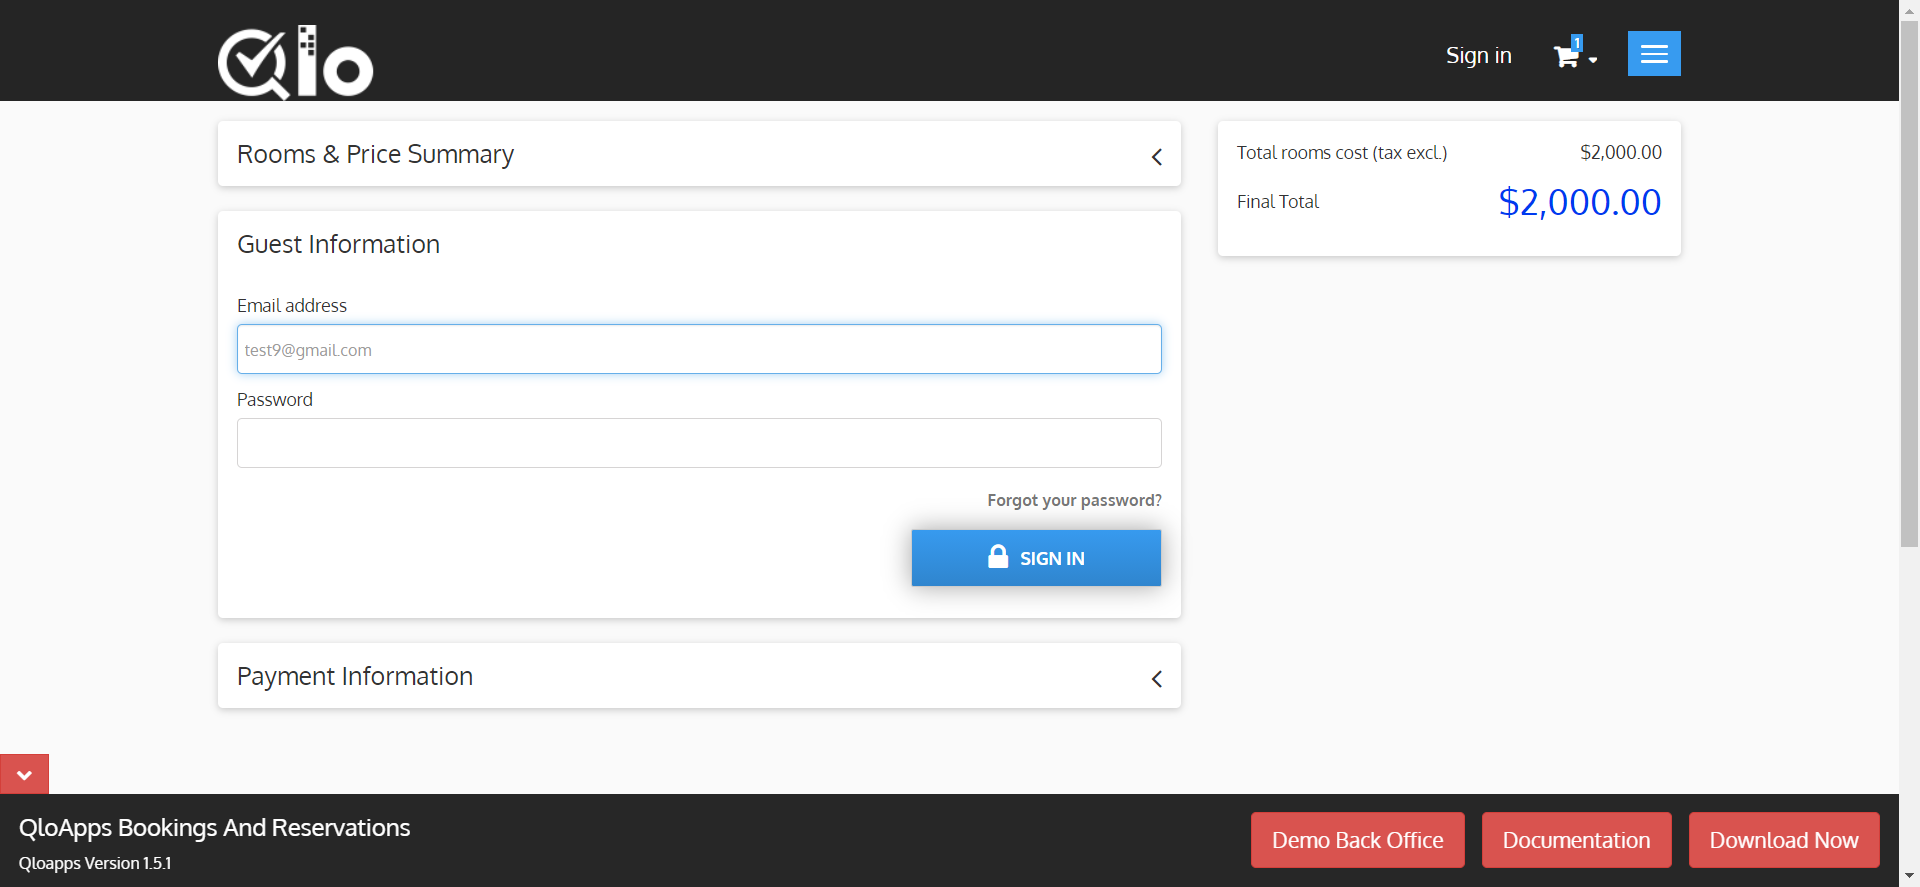 Qlo
Sign in
1
Rooms & Price Summary
Total rooms cost (tax excl.) $2,000.00
Final Total $2,000.00
Guest Information
Email address
test9@gmail.com
Password
Forgot your password?
SIGN IN
Payment Information
QloApps Bookings And Reservations
Qloapps Version 1.5.1
Demo Back Office
Documentation
Download Now